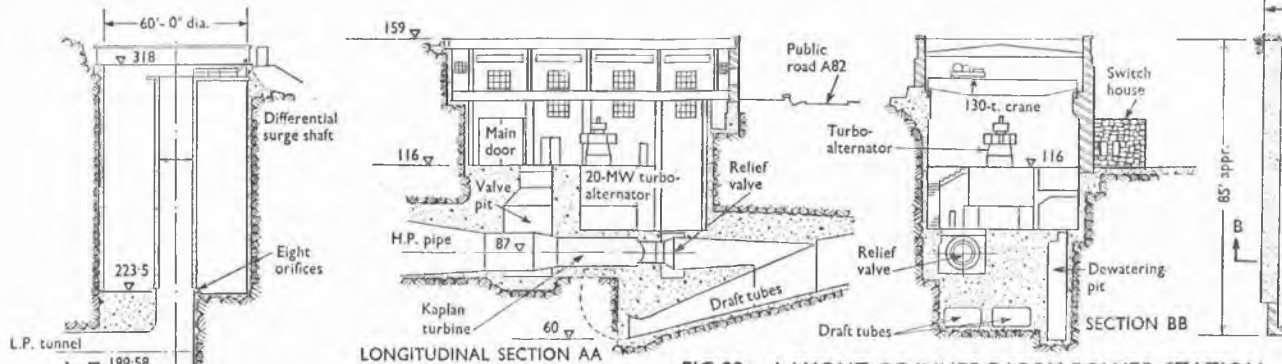 60'- 0" dia.
318
Differential
surge shaft
Eight
orifices
223·5
L.P. tunnel
199·58
159
Public
road A82
Main
door
116
20-MW turbo-
alternator
Relief
valve
Valve
pit
H.P. pipe
87
Kaplan
turbine
Draft tubes
60
LONGITUDINAL SECTION AA
130-t. crane
Switch
house
Turbo-
alternator
116
Relief
valve
Dewatering
pit
Draft tubes
SECTION BB
85' appr.
B